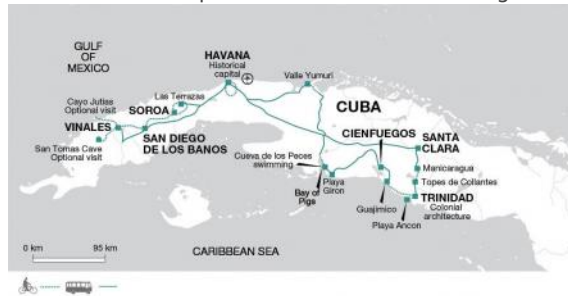 GULF
OF
MEXICO
HAVANA
Historical
capital
Valle Yumuri
Las Terrazas
Cayo Jutias
Optional visit
SOROA
CUBA
VINALES
CIENFUEGOS
SANTA
CLARA
San Tomas Cave
Optional visit
SAN DIEGO
DE LOS BANOS
Cueva de los Peces
swimming
Manicaragua
Playa
Giron
Topes de Collantes
Bay of
Pigs
Guajimico
TRINIDAD
Colonial
architecture
Playa Ancon
0 km
95 km
CARIBBEAN SEA